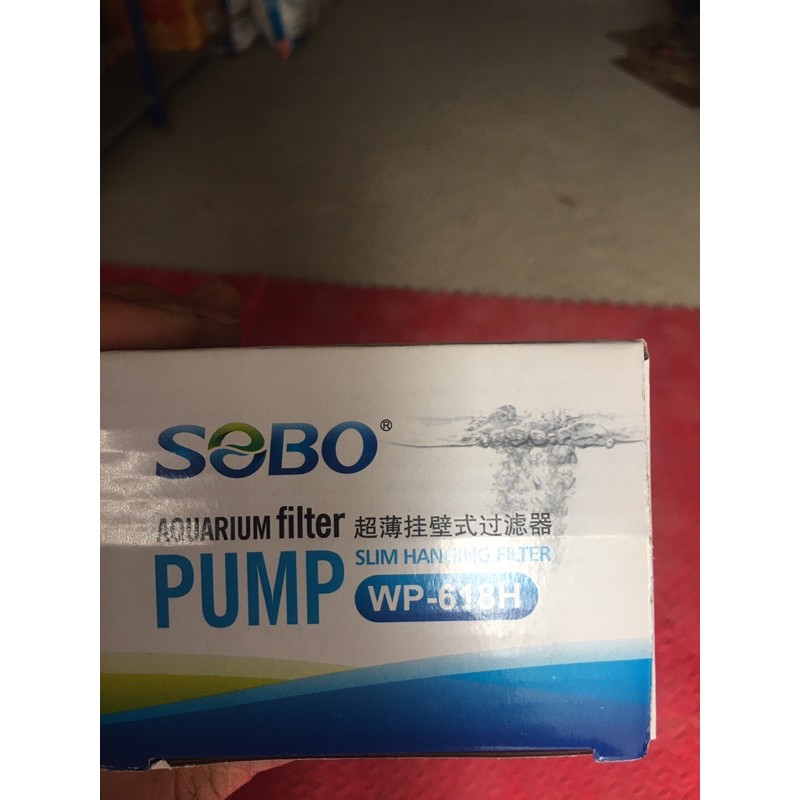 SOBO®
AQUARIUM filter 超薄挂壁式过滤器
PUMP SLIM HANGING FILTER
WP-618H